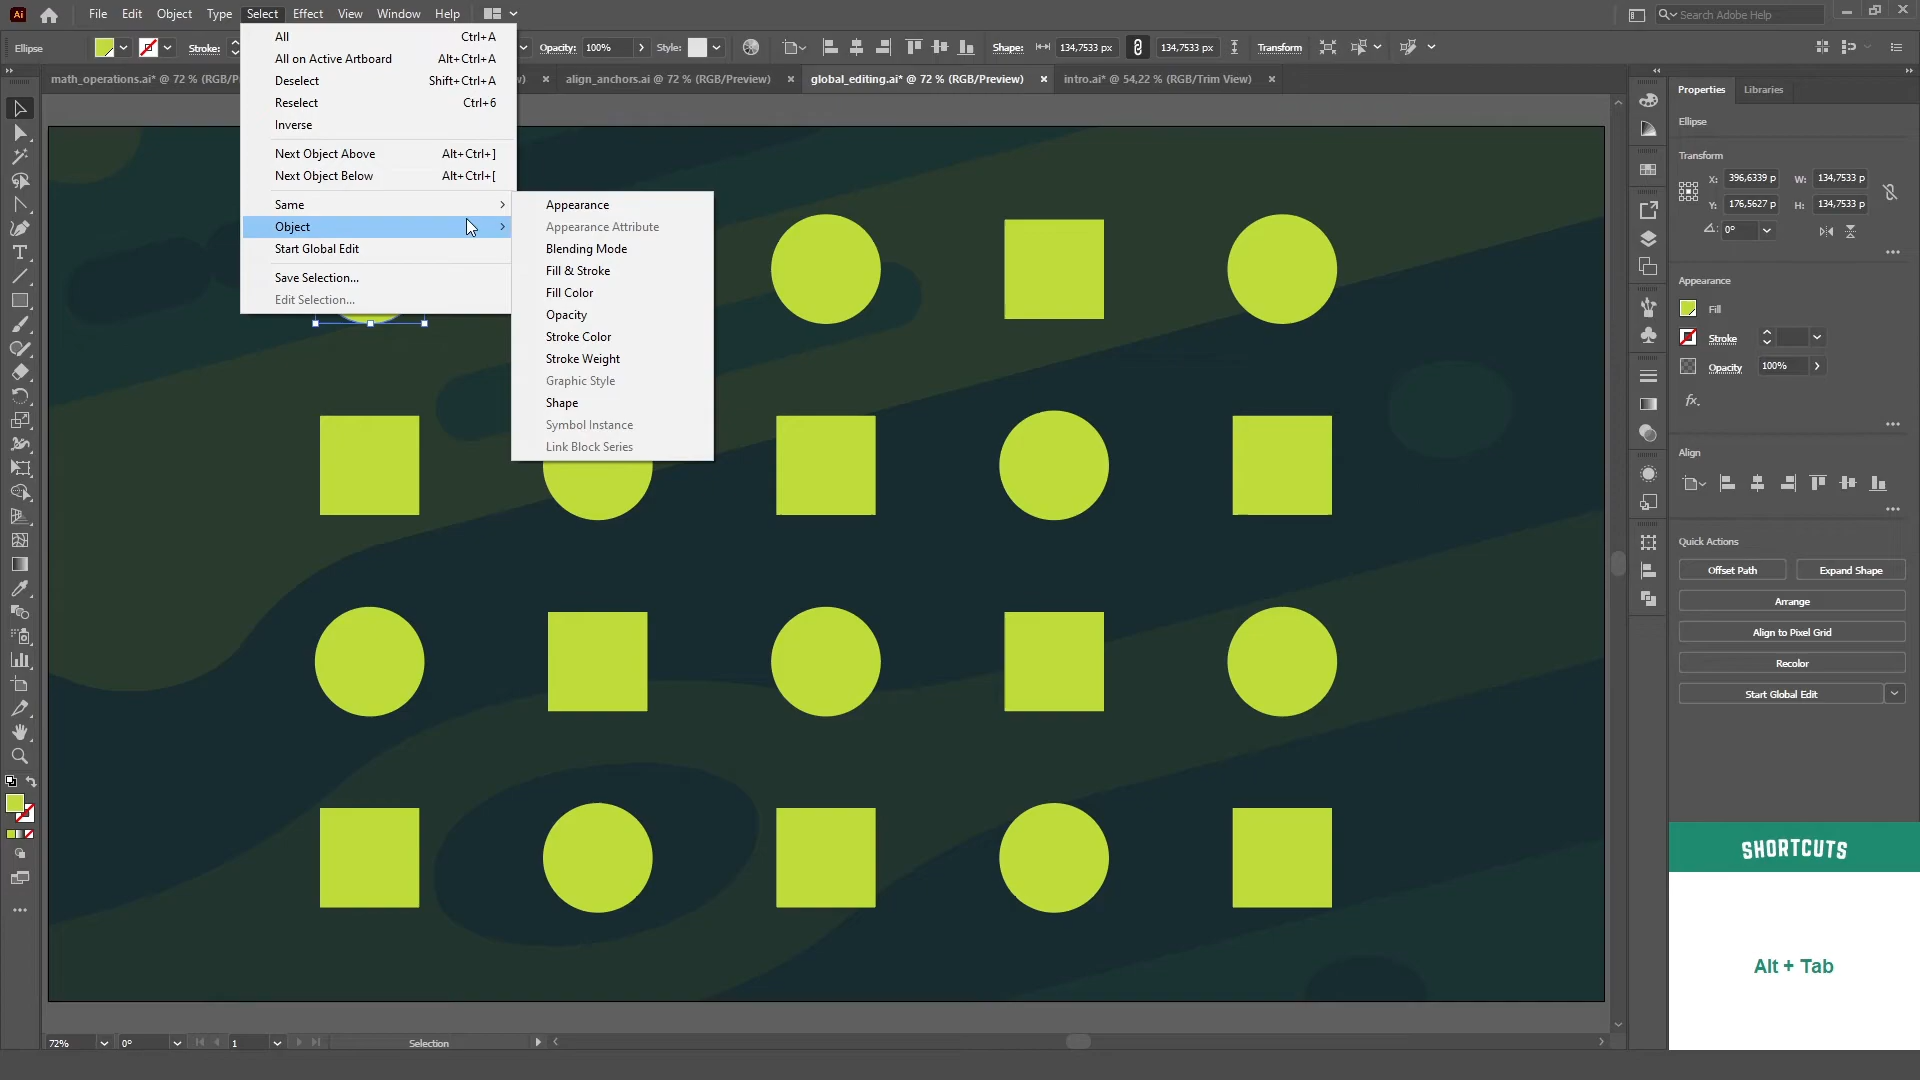 Ai File Edit Object Type Select Effect View Window Help Search Adobe Help
Ellipse Stroke: Opacity: 100% Style: Shape: 134,7533 px 134,7533 px Transform
math_operations.ai* @ 72 % (RGB/P align_anchors.ai @ 72 % (RGB/Preview) global_editing.ai* @ 72 % (RGB/Preview) intro.ai* @ 54,22 % (RGB/Trim View)
All Ctrl+A
All on Active Artboard Alt+Ctrl+A
Deselect Shift+Ctrl+A
Reselect Ctrl+6
Inverse
Next Object Above Alt+Ctrl+]
Next Object Below Alt+Ctrl+[
Same
Object
Start Global Edit
Save Selection...
Edit Selection...
Appearance
Appearance Attribute
Blending Mode
Fill & Stroke
Fill Color
Opacity
Stroke Color
Stroke Weight
Graphic Style
Shape
Symbol Instance
Link Block Series
Properties Libraries
Ellipse
Transform
X: 396,6339 p W: 134,7533 p
Y: 176,5627 p H: 134,7533 p
0°
Appearance
Fill
Stroke
Opacity 100%
fx.
Align
Quick Actions
Offset Path Expand Shape
Arrange
Align to Pixel Grid
Recolor
Start Global Edit
SHORTCUTS
Alt + Tab
72% 0° 1 Selection